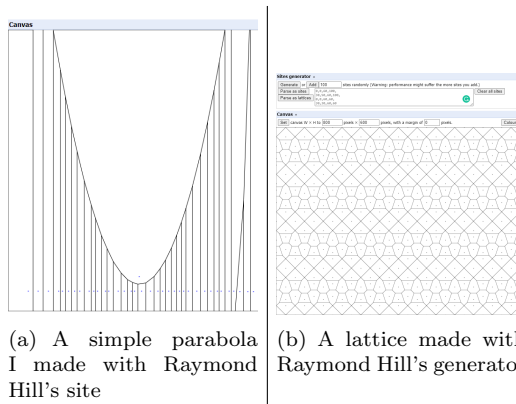 Canvas
Sites generator
Generate or Add 100 sites randomly (Warning: performance might suffer the more sites you add.)
Parse as sites
Clear all sites
Parse as lattices
Canvas
Set canvas W × H to 800 pixel × 600 pixels, with a margin of 0 pixels.
(a) A simple parabola
I made with Raymond
Hill's site
(b) A lattice made with
Raymond Hill's generato